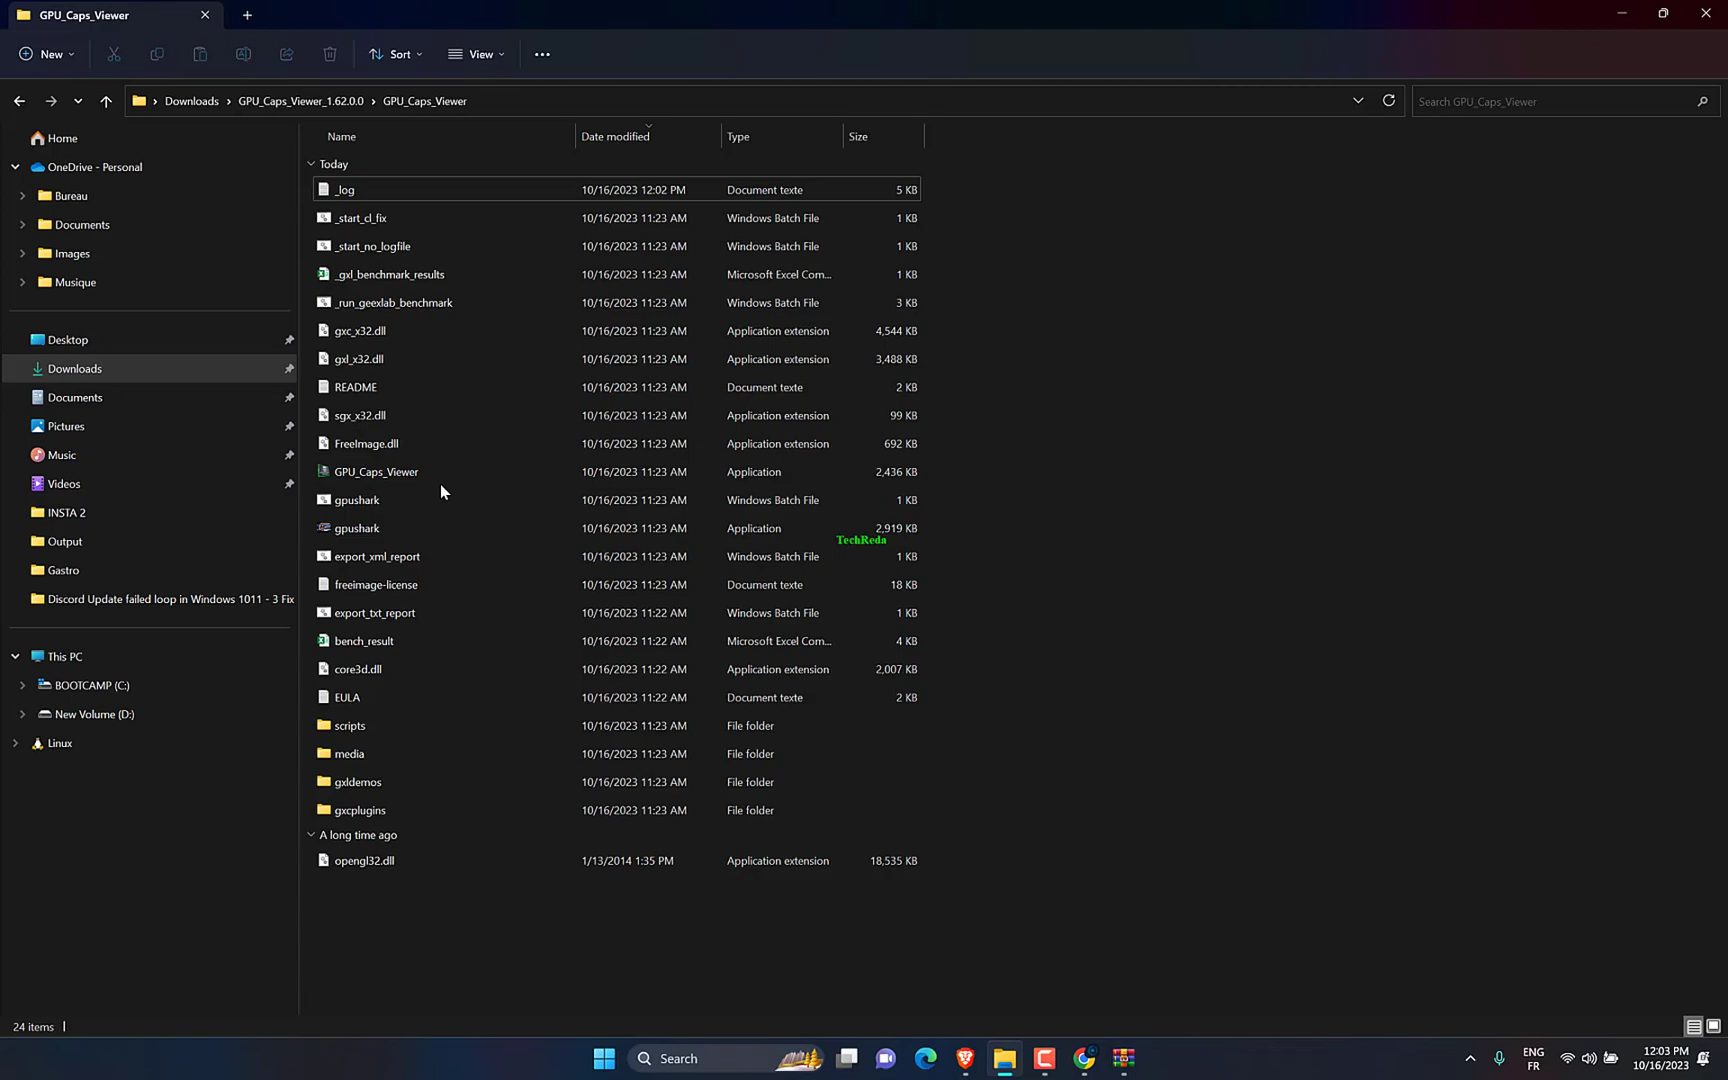 GPU_Caps_Viewer
New
Sort
View
Downloads
GPU_Caps_Viewer_1.62.0.0
GPU_Caps_Viewer
Search GPU_Caps_Viewer
Name Date modified Type Size
Home
OneDrive - Personal
Bureau
Documents
Images
Musique
Desktop
Downloads
Documents
Pictures
Music
Videos
INSTA 2
Output
Gastro
Discord Update failed loop in Windows 1011 - 3 Fix
This PC
BOOTCAMP (C:)
New Volume (D:)
Linux
Today
_log 10/16/2023 12:02 PM Document texte 5 KB
_start_cl_fix 10/16/2023 11:23 AM Windows Batch File 1 KB
_start_no_logfile 10/16/2023 11:23 AM Windows Batch File 1 KB
_gxl_benchmark_results 10/16/2023 11:23 AM Microsoft Excel Com... 1 KB
_run_geexlab_benchmark 10/16/2023 11:23 AM Windows Batch File 3 KB
gxc_x32.dll 10/16/2023 11:23 AM Application extension 4,544 KB
gxl_x32.dll 10/16/2023 11:23 AM Application extension 3,488 KB
README 10/16/2023 11:23 AM Document texte 2 KB
sgx_x32.dll 10/16/2023 11:23 AM Application extension 99 KB
FreeImage.dll 10/16/2023 11:23 AM Application extension 692 KB
GPU_Caps_Viewer 10/16/2023 11:23 AM Application 2,436 KB
gpushark 10/16/2023 11:23 AM Windows Batch File 1 KB
gpushark 10/16/2023 11:23 AM Application 2,919 KB
TechReda
export_xml_report 10/16/2023 11:23 AM Windows Batch File 1 KB
freeimage-license 10/16/2023 11:23 AM Document texte 18 KB
export_txt_report 10/16/2023 11:22 AM Windows Batch File 1 KB
bench_result 10/16/2023 11:22 AM Microsoft Excel Com... 4 KB
core3d.dll 10/16/2023 11:22 AM Application extension 2,007 KB
EULA 10/16/2023 11:22 AM Document texte 2 KB
scripts 10/16/2023 11:23 AM File folder
media 10/16/2023 11:23 AM File folder
gxldemos 10/16/2023 11:23 AM File folder
gxcplugins 10/16/2023 11:23 AM File folder
A long time ago
opengl32.dll 1/13/2014 1:35 PM Application extension 18,535 KB
24 items
Search
ENG
FR
12:03 PM
10/16/2023